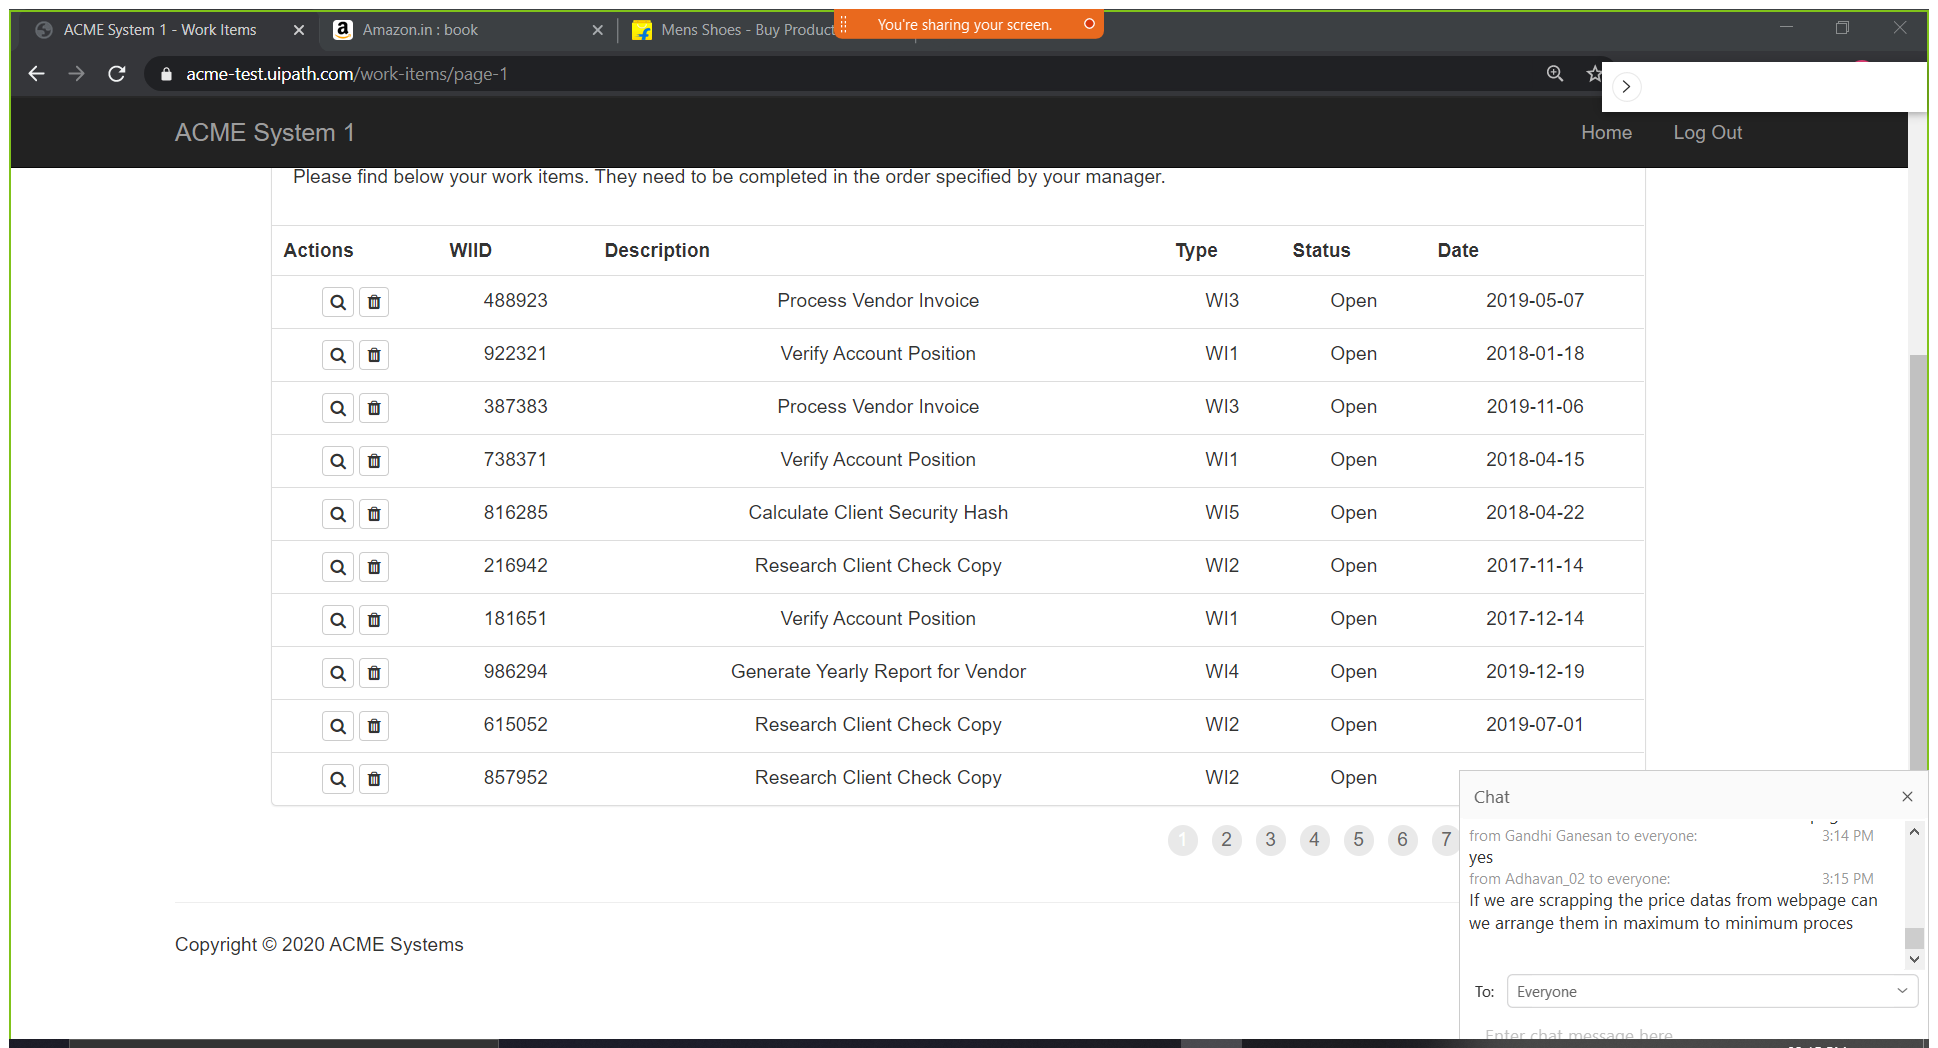 ACME System 1 - Work Items
Amazon.in : book
Mens Shoes - Buy Product
You're sharing your screen.
acme-test.uipath.com/work-items/page-1
ACME System 1
Home
Log Out
Please find below your work items. They need to be completed in the order specified by your manager.
Actions WIID Description Type Status Date
488923 Process Vendor Invoice WI3 Open 2019-05-07
922321 Verify Account Position WI1 Open 2018-01-18
387383 Process Vendor Invoice WI3 Open 2019-11-06
738371 Verify Account Position WI1 Open 2018-04-15
816285 Calculate Client Security Hash WI5 Open 2018-04-22
216942 Research Client Check Copy WI2 Open 2017-11-14
181651 Verify Account Position WI1 Open 2017-12-14
986294 Generate Yearly Report for Vendor WI4 Open 2019-12-19
615052 Research Client Check Copy WI2 Open 2019-07-01
857952 Research Client Check Copy WI2 Open
1 2 3 4 5 6 7
Copyright © 2020 ACME Systems
Chat
from Gandhi Ganesan to everyone: 3:14 PM
yes
from Adhavan_02 to everyone: 3:15 PM
If we are scrapping the price datas from webpage can
we arrange them in maximum to minimum proces
To: Everyone
Enter chat message here